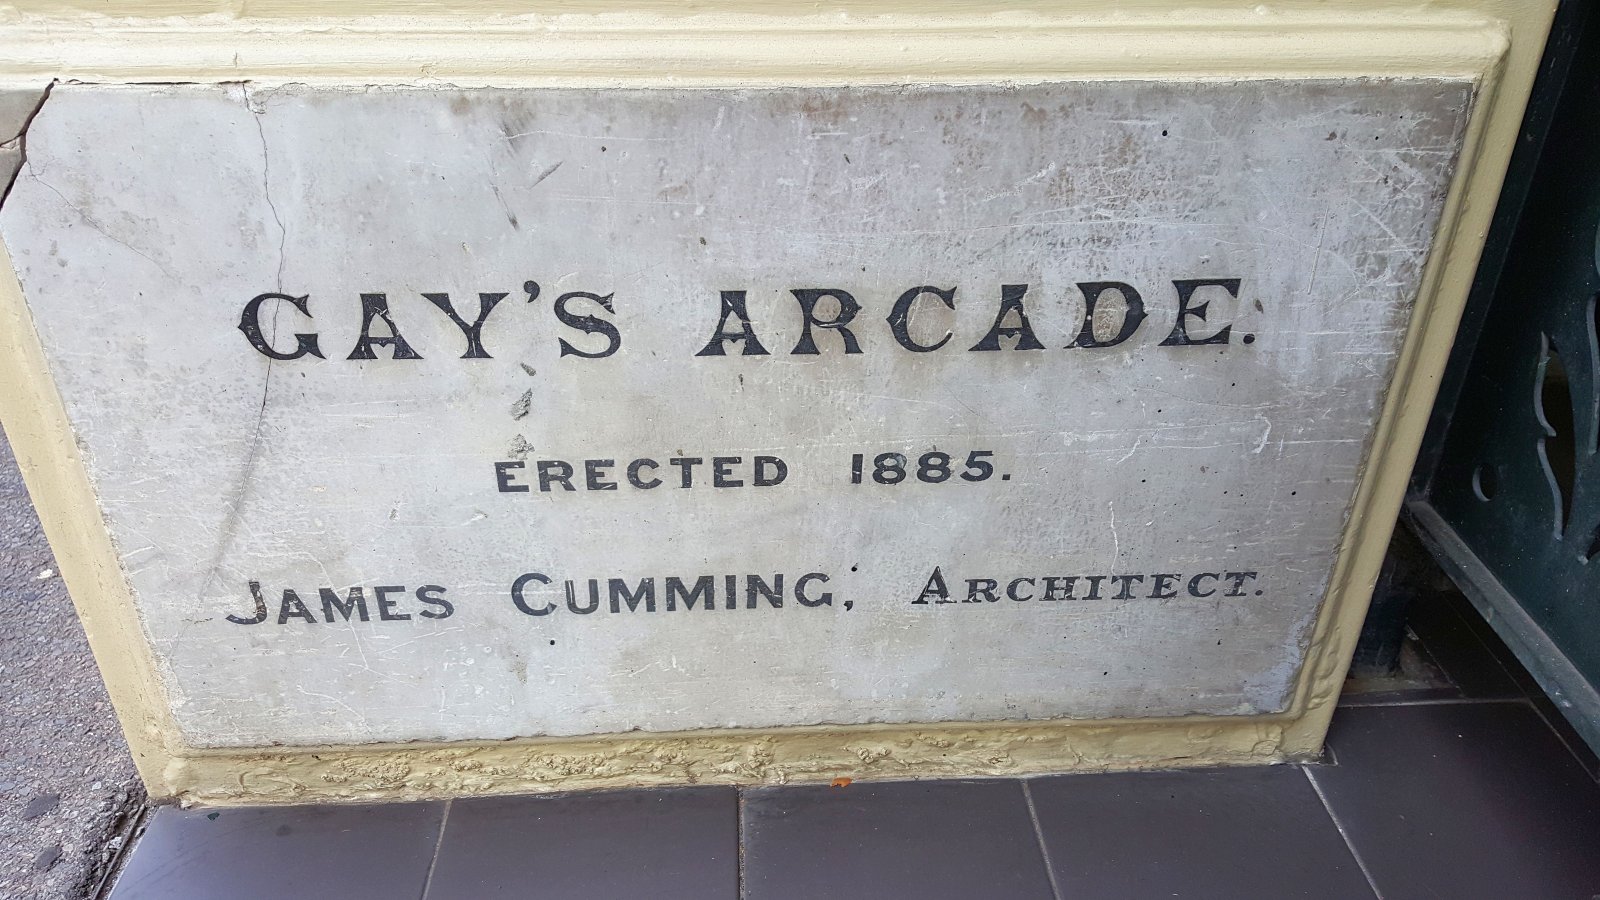 GAY'S ARCADE.
ERECTED 1885.
JAMES CUMMING, ARCHITECT.